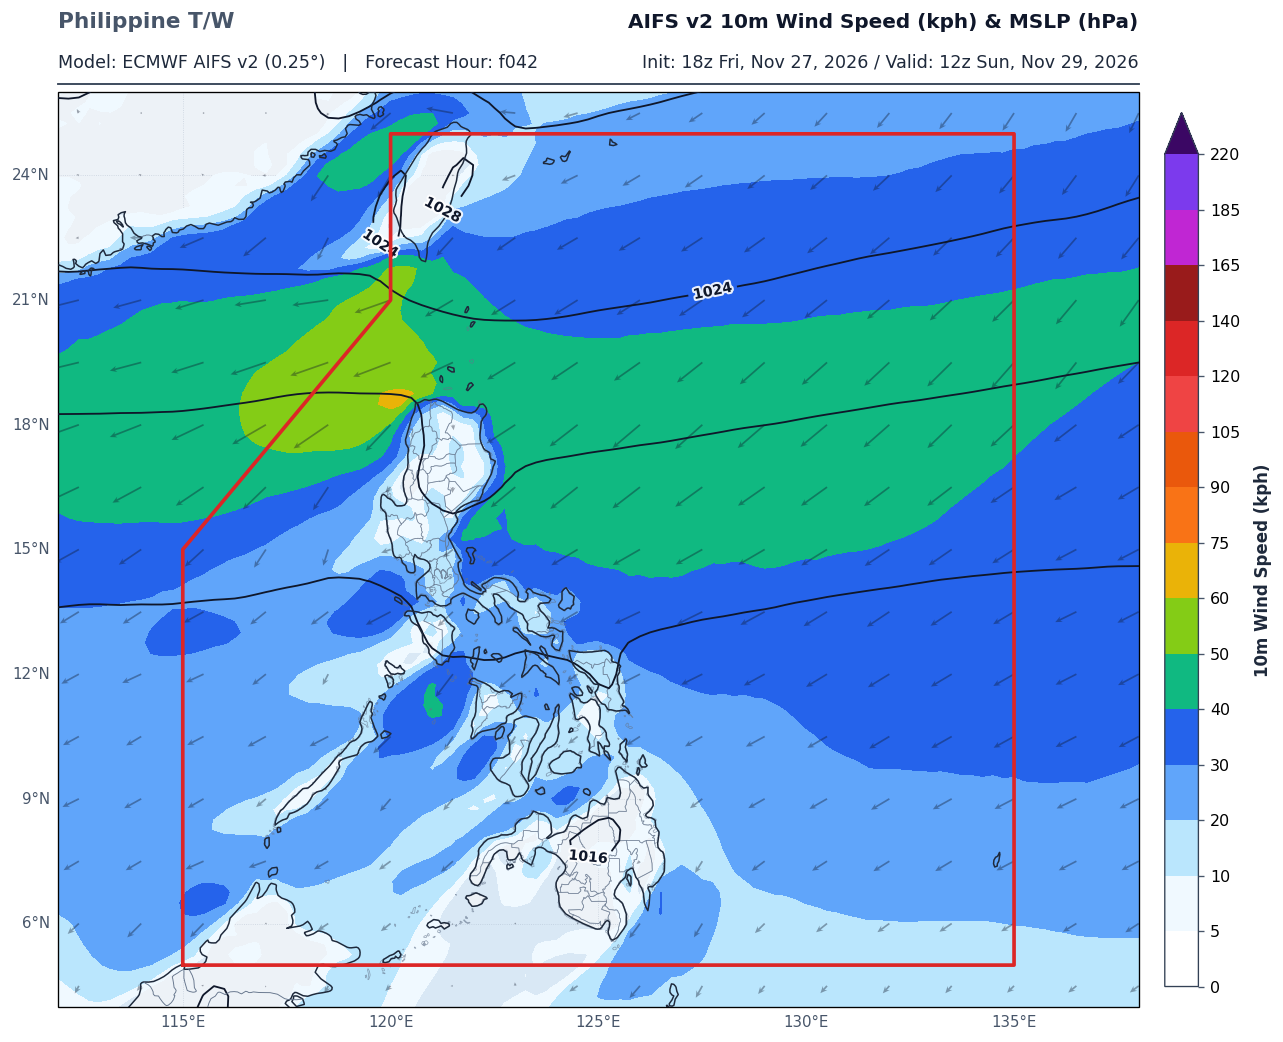 Philippine T/W
AIFS v2 10m Wind Speed (kph) & MSLP (hPa)
Model: ECMWF AIFS v2 (0.25°) | Forecast Hour: f042
Init: 18z Fri, Nov 27, 2026 / Valid: 12z Sun, Nov 29, 2026
24°N
21°N
18°N
15°N
12°N
9°N
6°N
115°E
120°E
125°E
130°E
135°E
1028
1024
1024
1016
220
185
165
140
120
105
90
75
60
50
40
30
20
10
5
0
10m Wind Speed (kph)